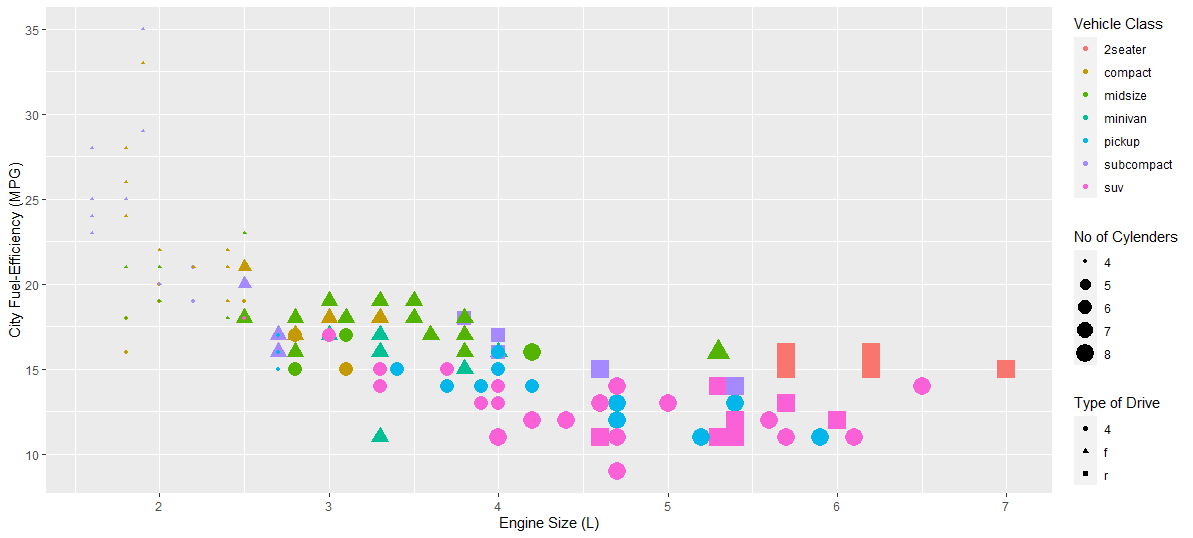 City Fuel-Efficiency (MPG)
35
30
25
20
15
10
2 3 4 5 6 7
Engine Size (L)
Vehicle Class
2seater
compact
midsize
minivan
pickup
subcompact
suv
No of Cylenders
4
5
6
7
8
Type of Drive
4
f
r